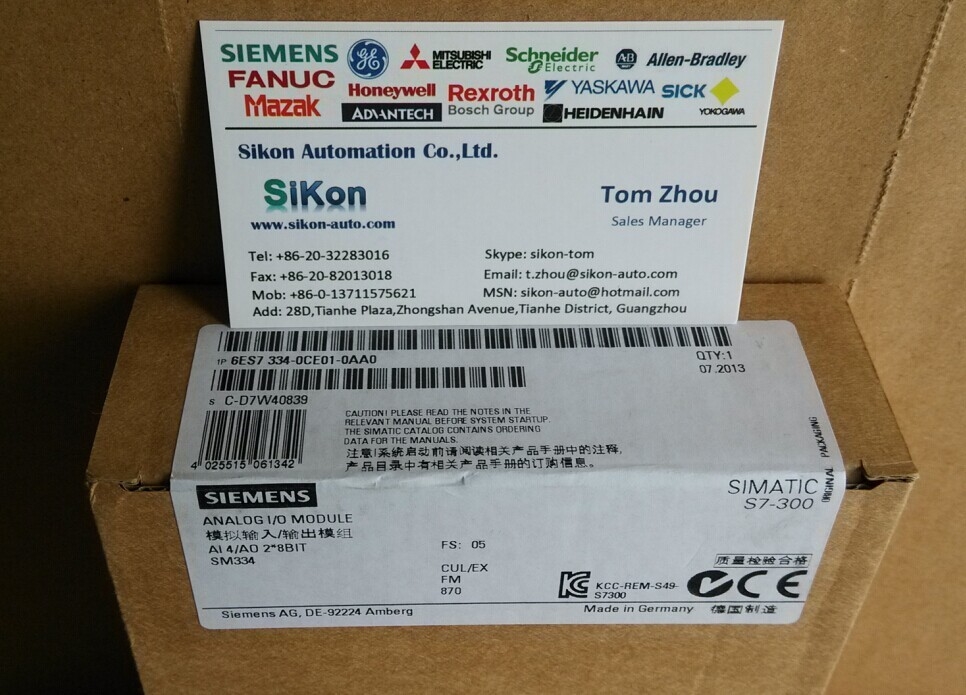 SIEMENS GE MITSUBISHI ELECTRIC Schneider Electric AB Allen-Bradley
FANUC Honeywell Rexroth Bosch Group YASKAWA SICK
Mazak ADVANTECH HEIDENHAIN YOKOGAWA
Sikon Automation Co.,Ltd.
SiKon
www.sikon-auto.com
Tom Zhou
Sales Manager
Tel: +86-20-32283016
Fax: +86-20-82013018
Mob: +86-0-13711575621
Skype: sikon-tom
Email: t.zhou@sikon-auto.com
MSN: sikon-auto@hotmail.com
Add: 28D,Tianhe Plaza,Zhongshan Avenue,Tianhe District, Guangzhou
1P 6ES7 334-0CE01-0AA0
QTY:1
07.2013
S C-D7W40839
4 025515 061342
CAUTION! PLEASE READ THE NOTES IN THE
RELEVANT MANUAL BEFORE SYSTEM STARTUP.
THE SIMATIC CATALOG CONTAINS ORDERING
DATA FOR THE MANUALS.
注意!系统启动前请阅读相关产品手册中的注释,
产品目录中有相关产品手册的订购信息。
ORIGINAL PACKAGING
SIEMENS
SIMATIC
S7-300
ANALOG I/O MODULE
模拟输入/输出模组
AI 4/AO 2*8BIT
SM334
FS: 05
CUL/EX
FM
870
KCC-REM-S49-
S7300
质量检验合格
CE
Siemens AG, DE-92224 Amberg
Made in Germany 德国制造